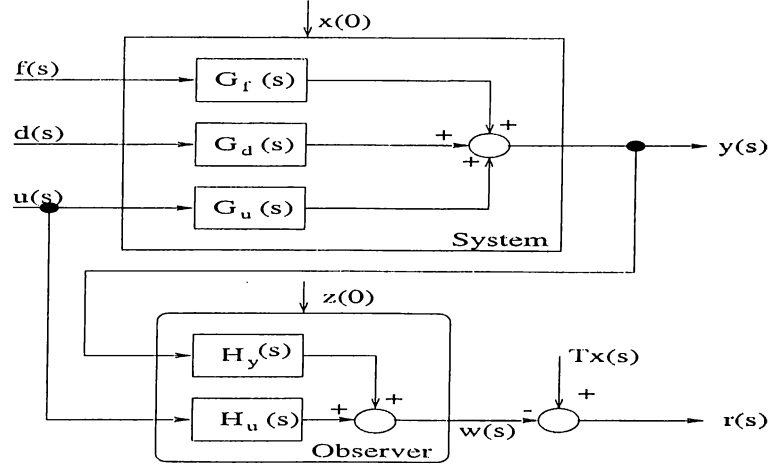 x(0)
f(s)
G_f (s)
+
d(s)
G_d (s)
+
+
y(s)
u(s)
G_u (s)
System
z(0)
H_y (s)
Tx(s)
+
+
H_u (s)
+
-
w(s)
r(s)
Observer